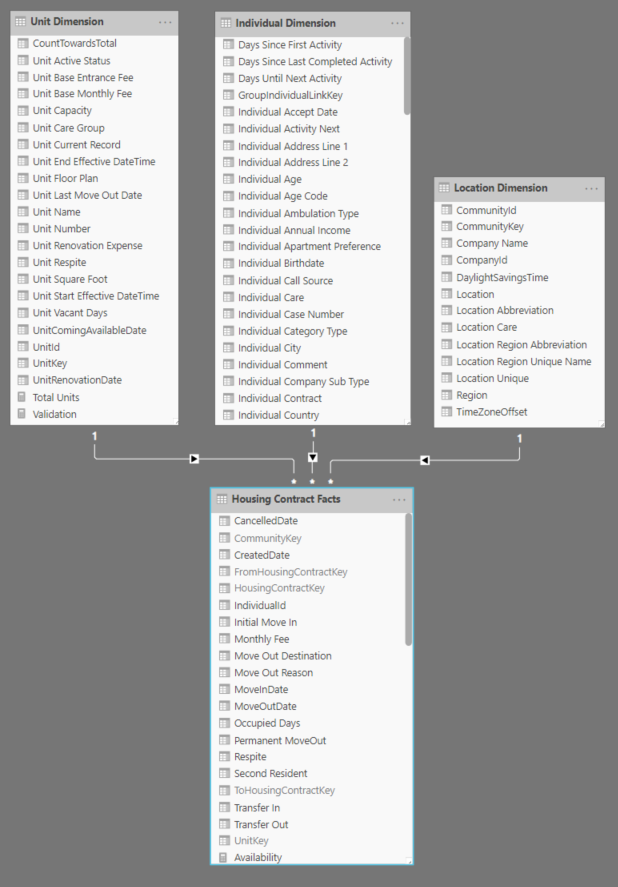 Unit Dimension
CountTowardsTotal
Unit Active Status
Unit Base Entrance Fee
Unit Base Monthly Fee
Unit Capacity
Unit Care Group
Unit Current Record
Unit End Effective DateTime
Unit Floor Plan
Unit Last Move Out Date
Unit Name
Unit Number
Unit Renovation Expense
Unit Respite
Unit Square Foot
Unit Start Effective DateTime
Unit Vacant Days
UnitComingAvailableDate
UnitId
UnitKey
UnitRenovationDate
Total Units
Validation
1
Individual Dimension
Days Since First Activity
Days Since Last Completed Activity
Days Until Next Activity
GroupIndividualLinkKey
Individual Accept Date
Individual Activity Next
Individual Address Line 1
Individual Address Line 2
Individual Age
Individual Age Code
Individual Ambulation Type
Individual Annual Income
Individual Apartment Preference
Individual Birthdate
Individual Call Source
Individual Care
Individual Case Number
Individual Category Type
Individual City
Individual Comment
Individual Company Sub Type
Individual Contract
Individual Country
1
Location Dimension
CommunityId
CommunityKey
Company Name
CompanyId
DaylightSavingsTime
Location
Location Abbreviation
Location Care
Location Region Abbreviation
Location Region Unique Name
Location Unique
Region
TimeZoneOffset
1
* * *
Housing Contract Facts
CancelledDate
CommunityKey
CreatedDate
FromHousingContractKey
HousingContractKey
IndividualId
Initial Move In
Monthly Fee
Move Out Destination
Move Out Reason
MoveInDate
MoveOutDate
Occupied Days
Permanent MoveOut
Respite
Second Resident
ToHousingContractKey
Transfer In
Transfer Out
UnitKey
Availability